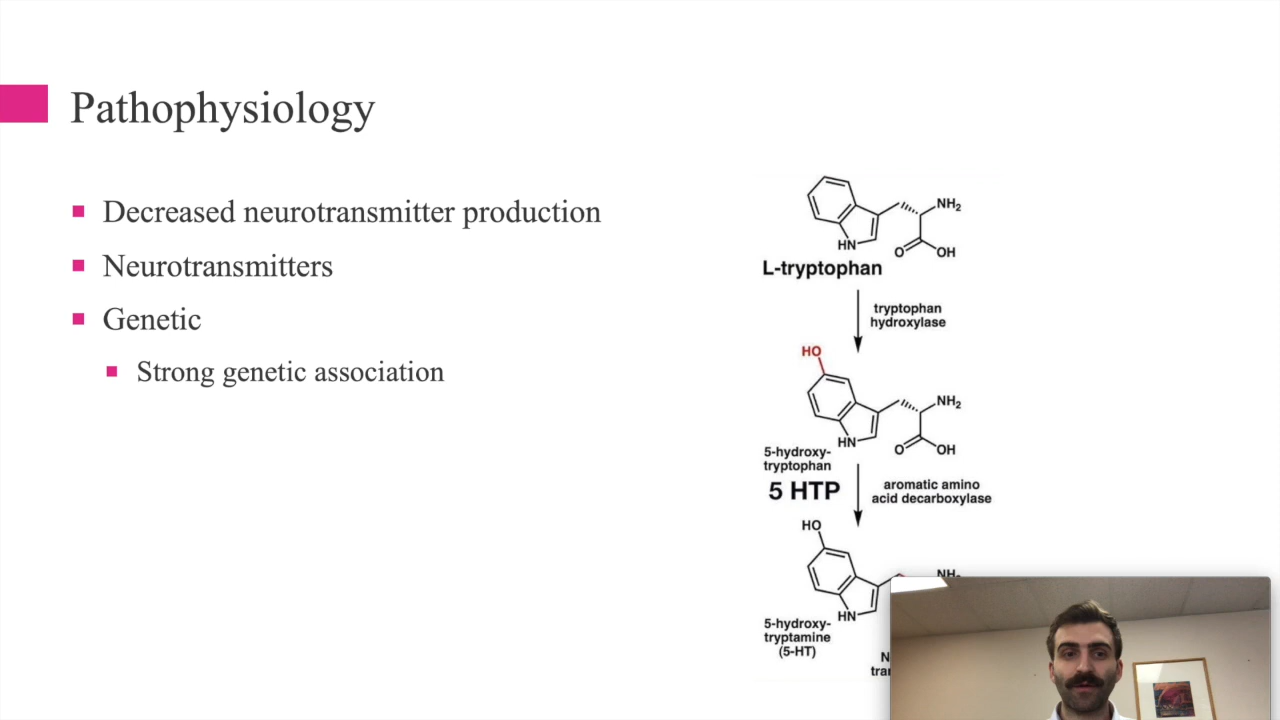 Pathophysiology
Decreased neurotransmitter production
Neurotransmitters
Genetic
Strong genetic association
NH₂
HN
O
OH
L-tryptophan
tryptophan
hydroxylase
HO
NH₂
HN
O
OH
5-hydroxy-
tryptophan
5 HTP
aromatic amino
acid decarboxylase
HO
HN
5-hydroxy-
tryptamine
(5-HT)